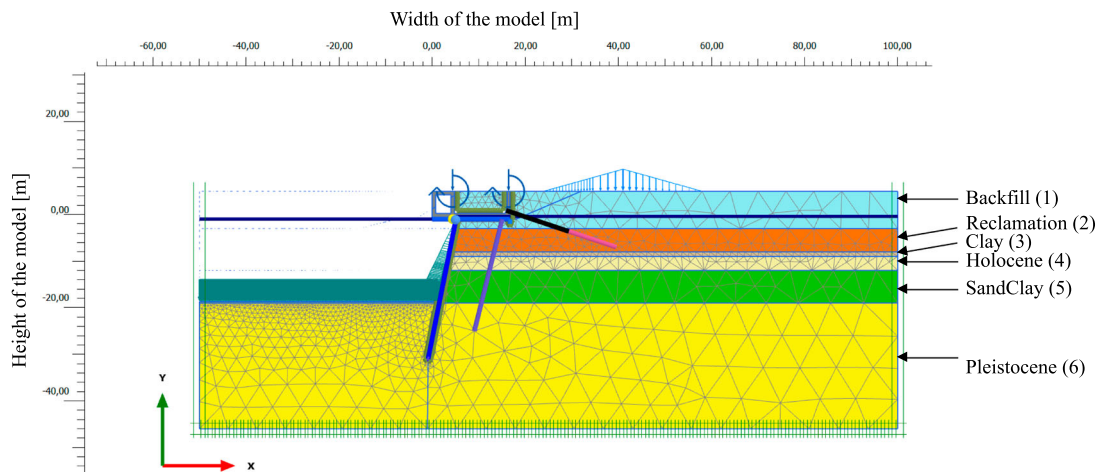 Width of the model [m]
-60,00 -40,00 -20,00 0,00 20,00 40,00 60,00 80,00 100,00
Height of the model [m]
20,00
0,00
-20,00
-40,00
Backfill (1)
Reclamation (2)
Clay (3)
Holocene (4)
SandClay (5)
Pleistocene (6)
Y
X